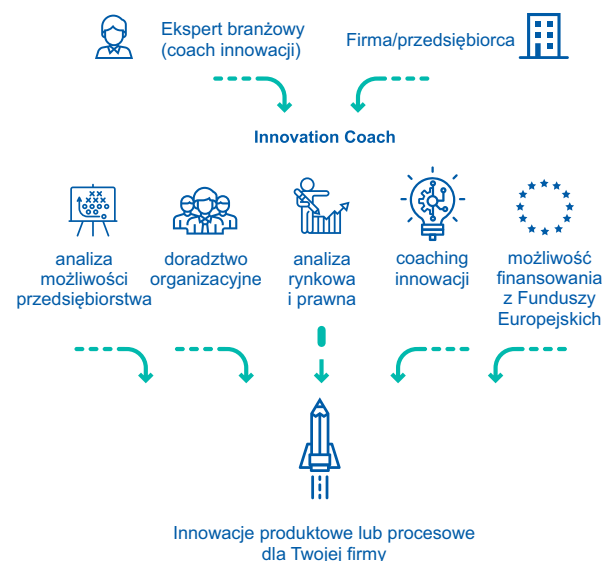 Ekspert branżowy
(coach innowacji)
Firma/przedsiębiorca
Innovation Coach
analiza
możliwości
przedsiębiorstwa
doradztwo
organizacyjne
analiza
rynkowa
i prawna
coaching
innowacji
możliwość
finansowania
z Funduszy
Europejskich
Innowacje produktowe lub procesowe
dla Twojej firmy